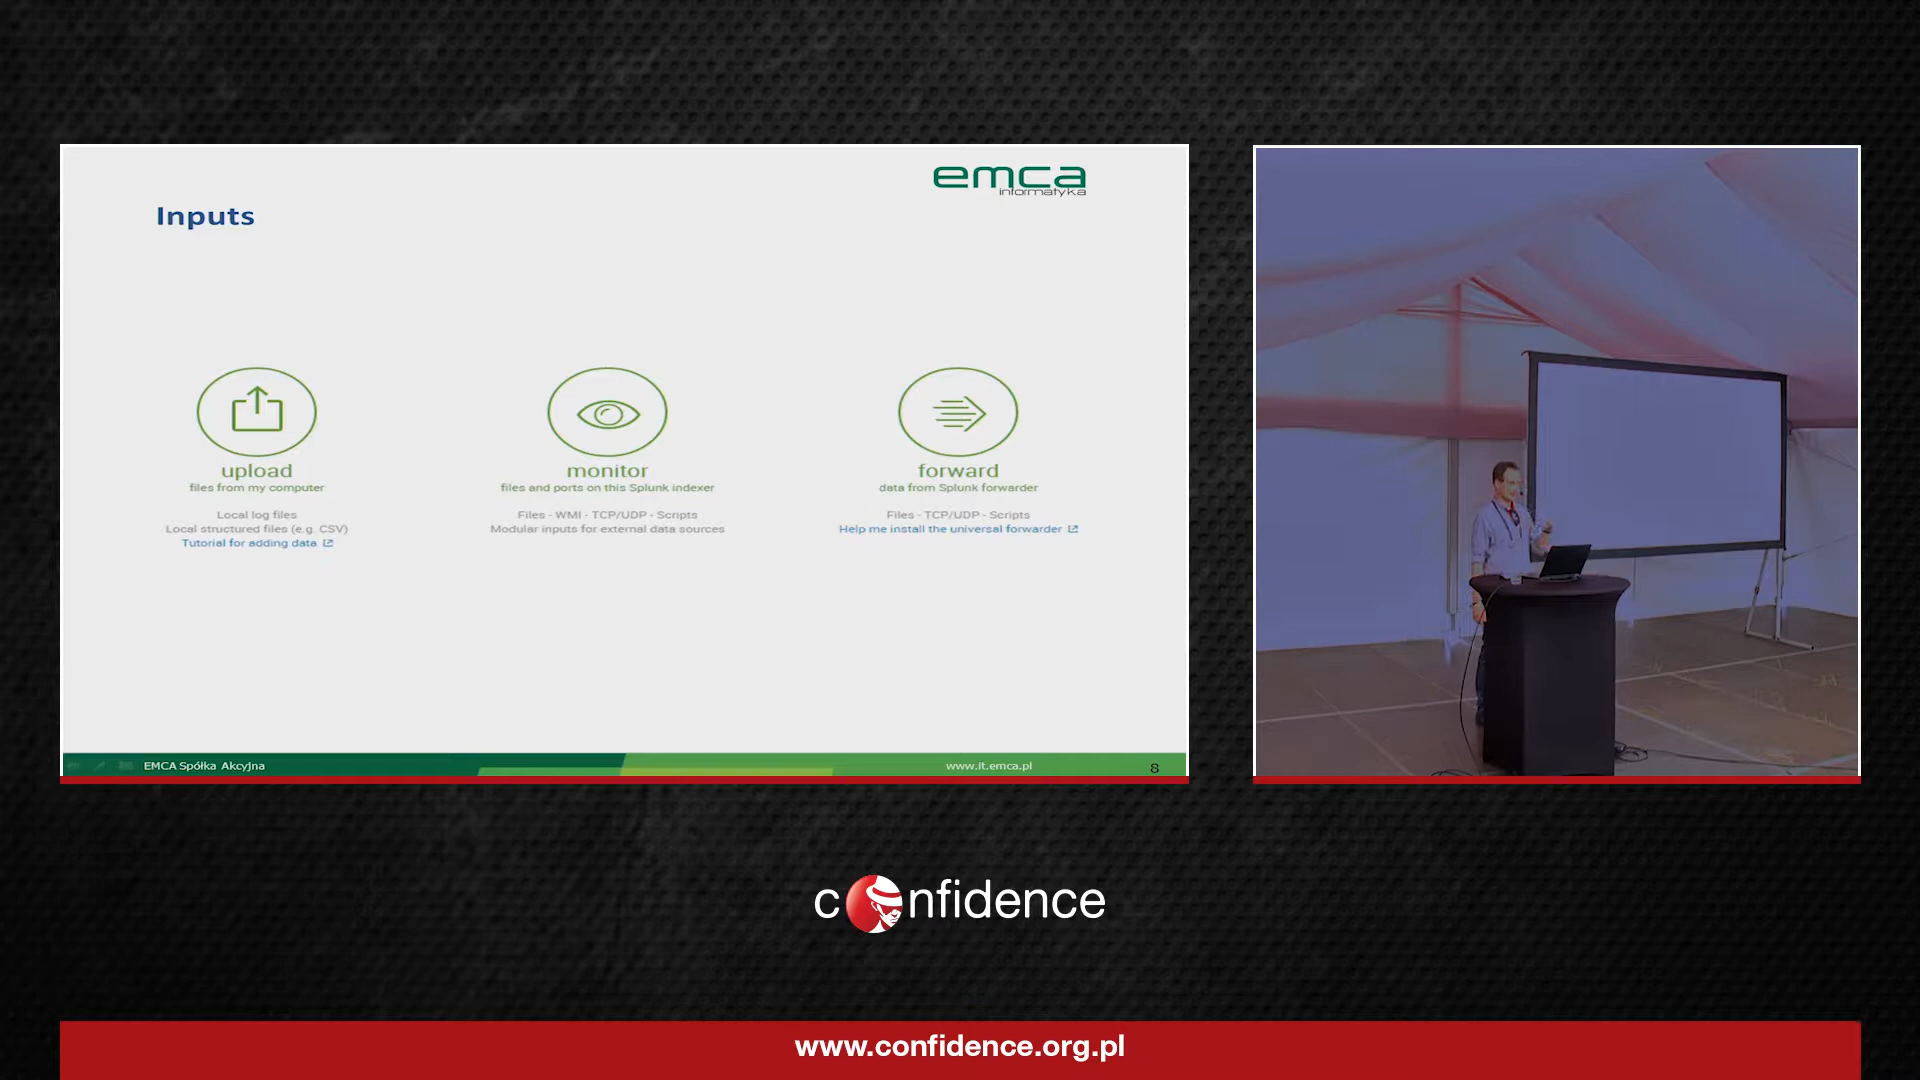 emca
informatyka
Inputs
upload
files from my computer
Local log files
Local structured files (e.g. CSV)
Tutorial for adding data
monitor
files and ports on this Splunk indexer
Files - WMI - TCP/UDP - Scripts
Modular inputs for external data sources
forward
data from Splunk forwarder
Files - TCP/UDP - Scripts
Help me install the universal forwarder
EMCA Spółka Akcyjna
www.it.emca.pl
8
confidence
www.confidence.org.pl